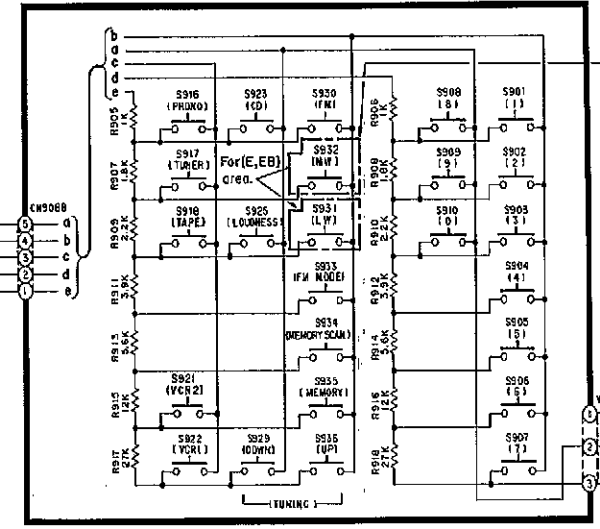 b
a
c
d
e
S916
(PHONO)
S923
(CD)
S930
(FM)
S908
(8)
S901
(1)
R905
1K
R906
1K
S917
(TUNER)
For(E,EB)
area.
S932
(MW)
S909
(9)
S902
(2)
R907
1.8K
R908
1.8K
CN908B
S918
(TAPE)
S925
(LOUDNESS)
S931
(LW)
S910
(0)
S903
(3)
R909
2.2K
R910
2.2K
5 a
4 b
3 c
2 d
1 e
S933
(FM MODE)
S904
(4)
R911
3.9K
R912
3.9K
S934
(MEMORY SCAN)
S905
(5)
R913
5.6K
R914
5.6K
S921
(VCR2)
S935
(MEMORY)
S906
(6)
R915
12K
R916
12K
S922
(VCR1)
S929
(DOWN)
S936
(UP)
S907
(7)
R917
27K
R918
27K
(TUNING)
2
3